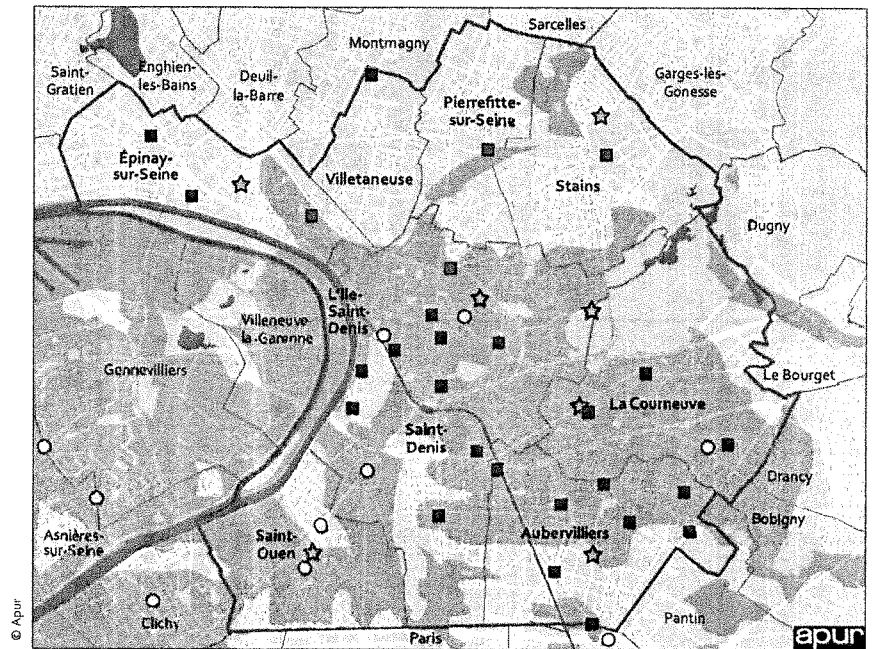 Sarcelles
Montmagny
Saint-
Gratien
Enghien-
les-Bains
Deuil-
la-Barre
Garges-lès-
Gonesse
Pierrefitte-
sur-Seine
Épinay-
sur-Seine
Villetaneuse
Stains
Dugny
L'Île-
Saint-
Denis
Villeneuve-
la-Garenne
Gennevilliers
Le Bourget
La Courneuve
Saint-
Denis
Drancy
Bobigny
Asnières-
sur-Seine
Saint-
Ouen
Aubervilliers
Clichy
Pantin
Paris
© Apur
apur